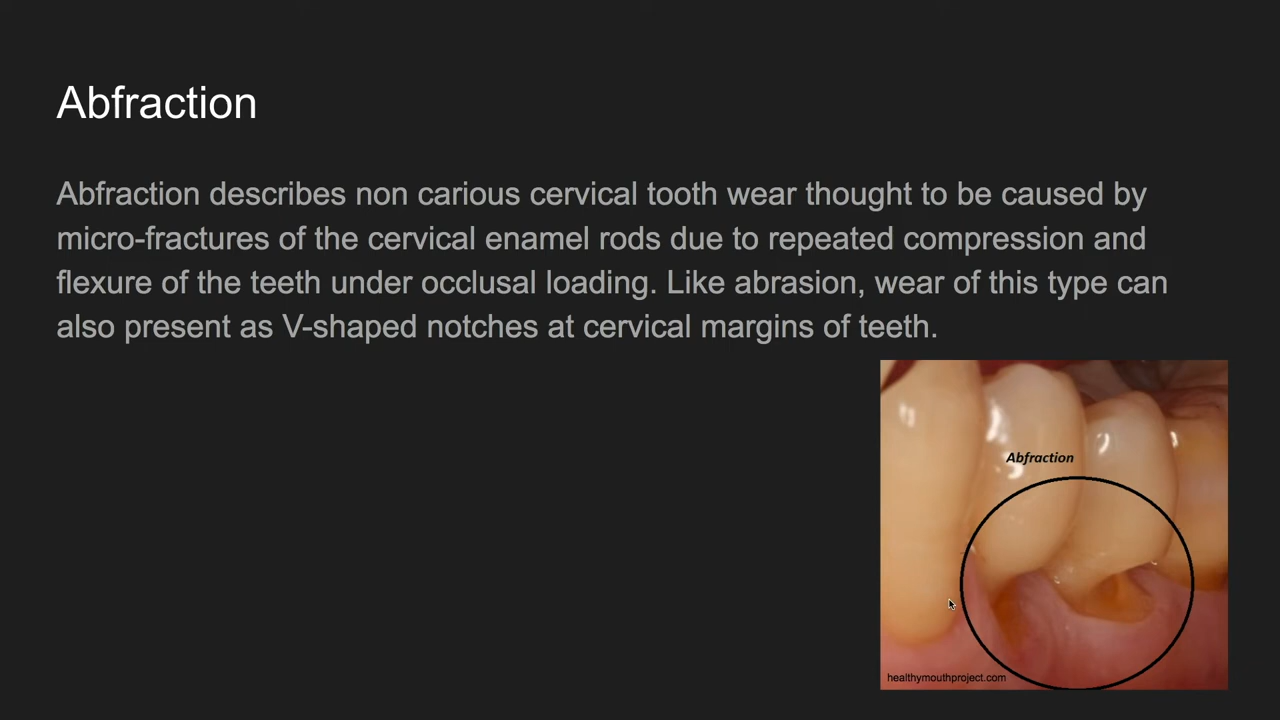 Abfraction
Abfraction describes non carious cervical tooth wear thought to be caused by
micro-fractures of the cervical enamel rods due to repeated compression and
flexure of the teeth under occlusal loading. Like abrasion, wear of this type can
also present as V-shaped notches at cervical margins of teeth.
Abfraction
healthymouthproject.com